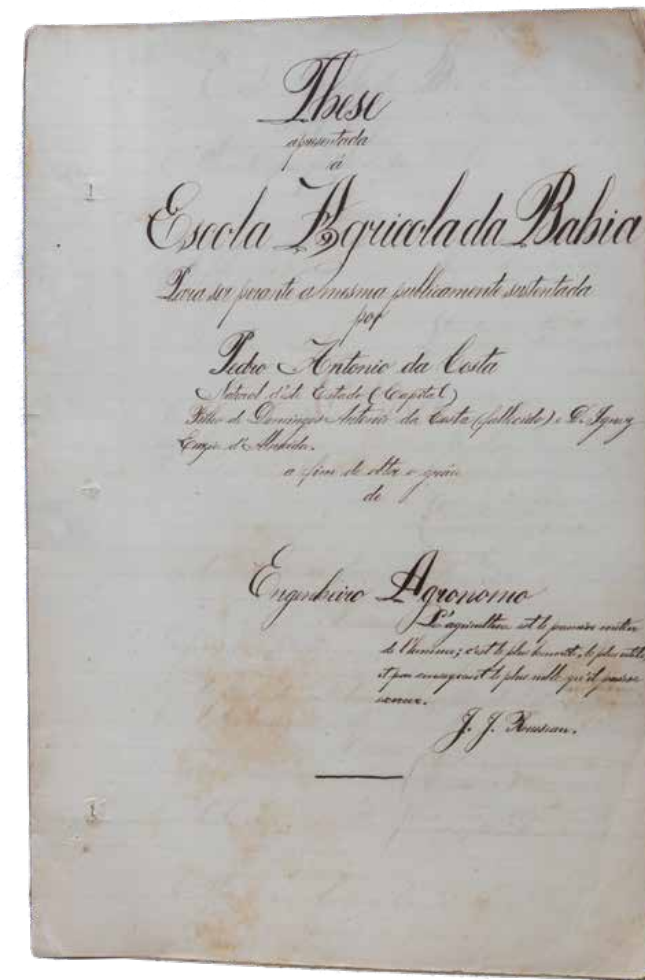 These
apresentada
á
Escola Agricola da Bahia
Para ser perante a mesma publicamente sustentada
por
Pedro Antonio da Costa
Natural d'este Estado (Capital)
Filho de Domingos Antonio da Costa (fallecido) e D. Ignez
d'Almeida.
a fim de obter o gráu
de
Engenheiro Agronomo
L'agriculture est le premier métier
de l'homme; c'est le plus honnête, le plus utile,
et par conséquent le plus noble qu'il puisse
exercer.
J. J. Rousseau.